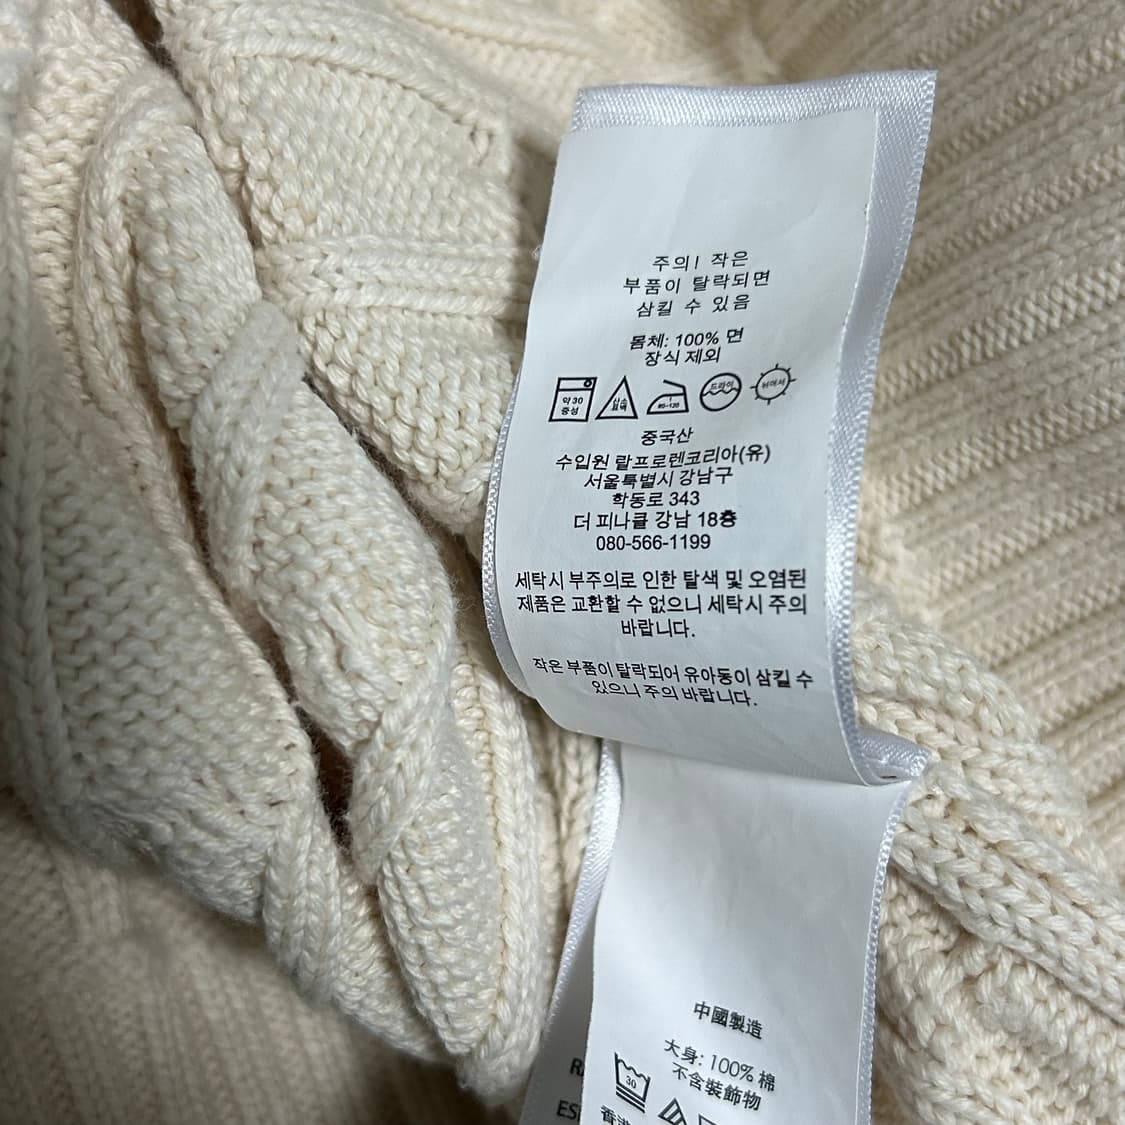 주의! 작은
부품이 탈락되면
삼킬 수 있음
몸체: 100% 면
장식 제외
약 30
중성
산소
표백
80-120
드라이
뉘어서
중국산
수입원 랄프로렌코리아(유)
서울특별시 강남구
학동로 343
더 피나클 강남 18층
080-566-1199
세탁시 부주의로 인한 탈색 및 오염된
제품은 교환할 수 없으니 세탁시 주의
바랍니다.
작은 부품이 탈락되어 유아동이 삼킬 수
있으니 주의 바랍니다.
中國製造
大身: 100% 棉
不含裝飾物
30
香港
ES